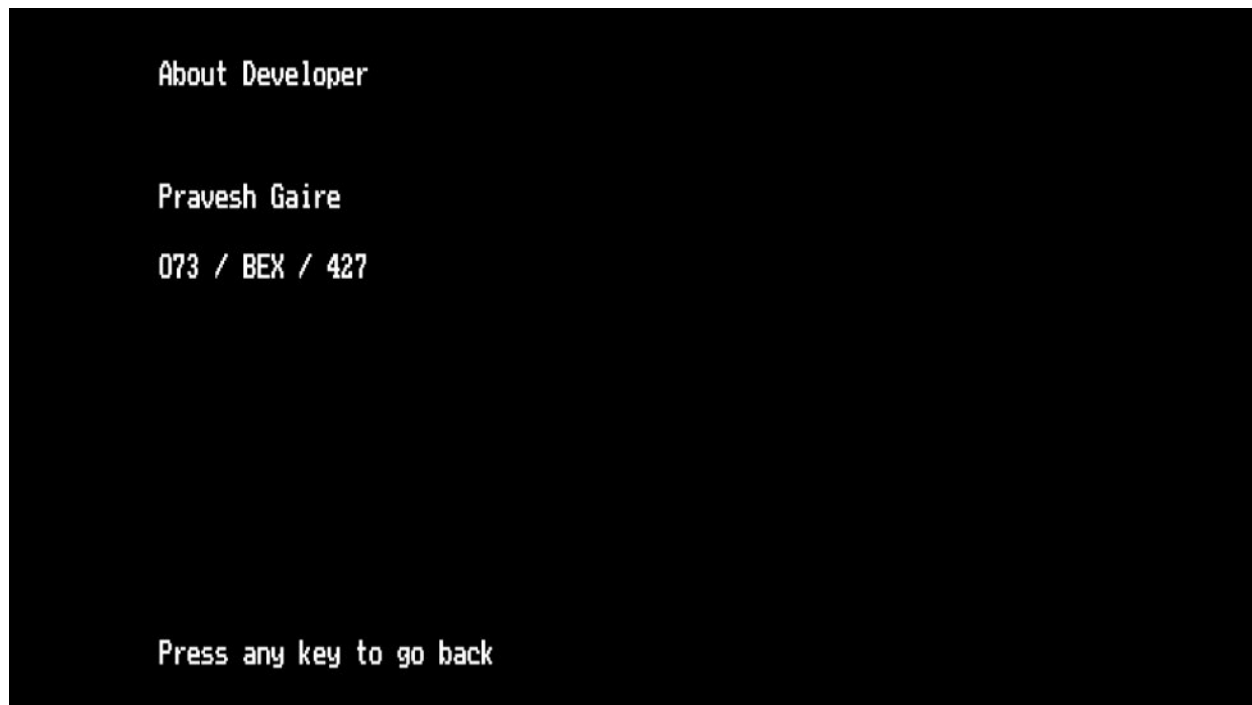 About Developer
Pravesh Gaire
073 / BEX / 427
Press any key to go back